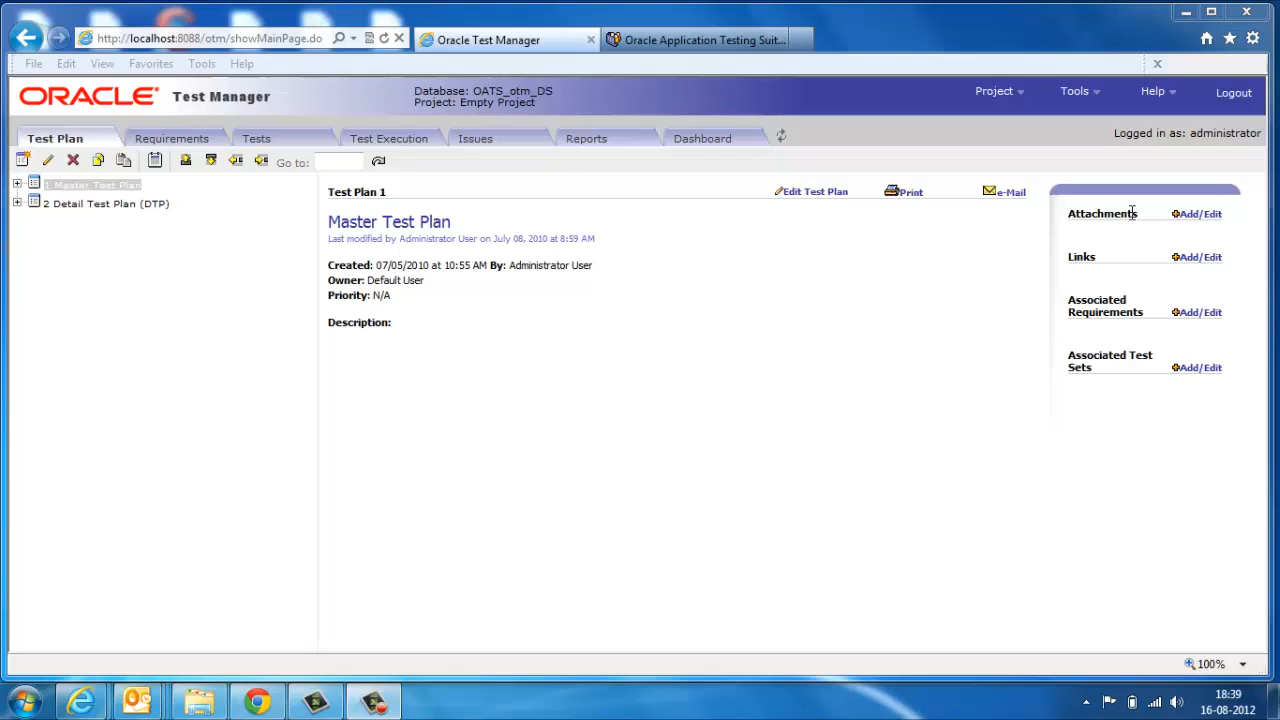 http://localhost:8088/otm/showMainPage.do
Oracle Test Manager
Oracle Application Testing Suit...
File Edit View Favorites Tools Help
ORACLE Test Manager
Database: OATS_otm_DS
Project: Empty Project
Project Tools Help Logout
Test Plan Requirements Tests Test Execution Issues Reports Dashboard
Logged in as: administrator
Go to:
1 Master Test Plan
2 Detail Test Plan (DTP)
Test Plan 1
Edit Test Plan Print e-Mail
Master Test Plan
Last modified by Administrator User on July 08, 2010 at 8:59 AM
Created: 07/05/2010 at 10:55 AM By: Administrator User
Owner: Default User
Priority: N/A
Description:
Attachments Add/Edit
Links Add/Edit
Associated
Requirements Add/Edit
Associated Test
Sets Add/Edit
100%
18:39
16-08-2012